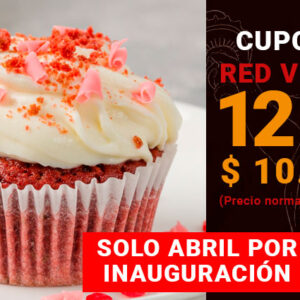 CUPO
RED V
12
$ 10.
(Precio norma
SOLO ABRIL POR
INAUGURACIÓN